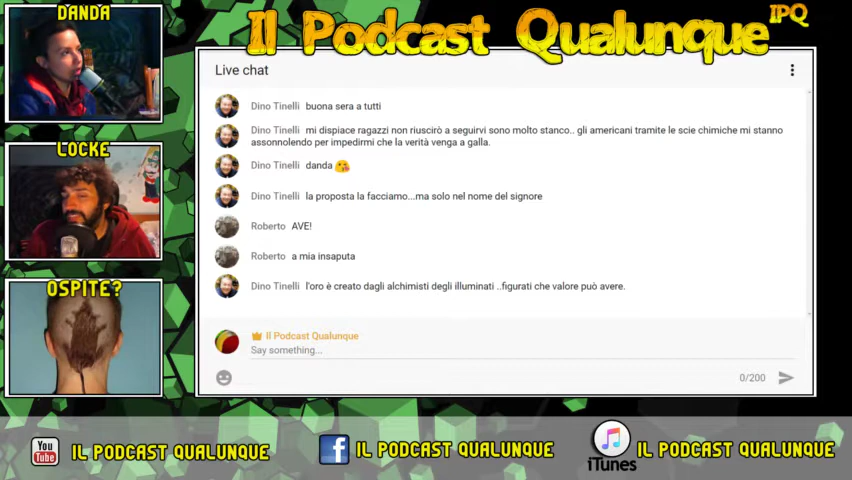 DANDA
Il Podcast Qualunque IPQ
Live chat
Dino Tinelli buona sera a tutti
Dino Tinelli mi dispiace ragazzi non riuscirò a seguirvi sono molto stanco.. gli americani tramite le scie chimiche mi stanno
assonnolendo per impedirmi che la verità venga a galla.
Dino Tinelli danda 😘
LOCKE
Dino Tinelli la proposta la facciamo...ma solo nel nome del signore
Roberto AVE!
Roberto a mia insaputa
OSPITE?
Dino Tinelli l'oro è creato dagli alchimisti degli illuminati ..figurati che valore può avere.
Il Podcast Qualunque
Say something...
0/200
You Tube IL PODCAST QUALUNQUE
f IL PODCAST QUALUNQUE
iTunes IL PODCAST QUALUNQUE